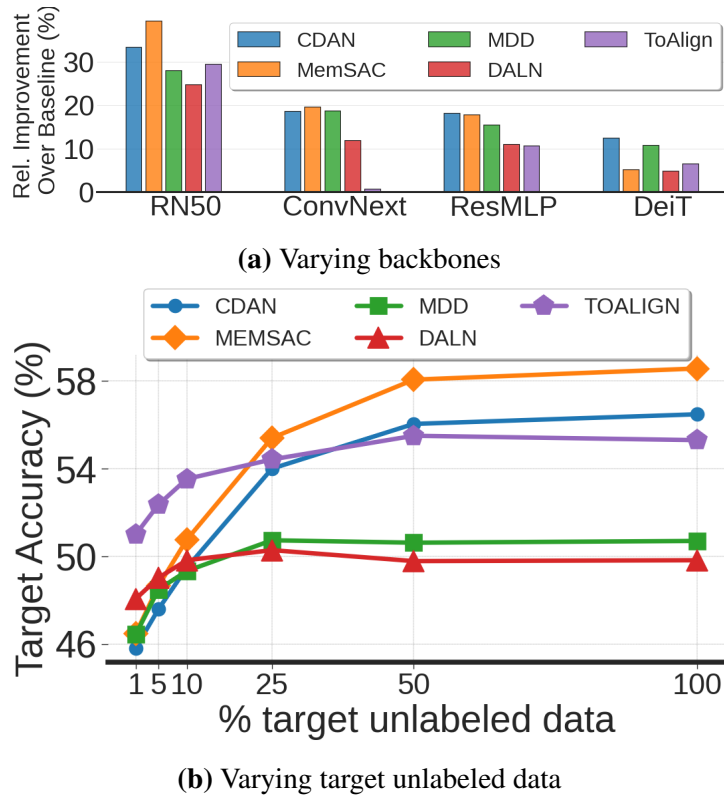 Rel. Improvement
Over Baseline (%)
30
20
10
0
CDAN
MDD
ToAlign
MemSAC
DALN
RN50
ConvNext
ResMLP
DeiT
(a) Varying backbones
CDAN
MDD
TOALIGN
MEMSAC
DALN
Target Accuracy (%)
58
54
50
46
1 5 10 25 50 100
% target unlabeled data
(b) Varying target unlabeled data